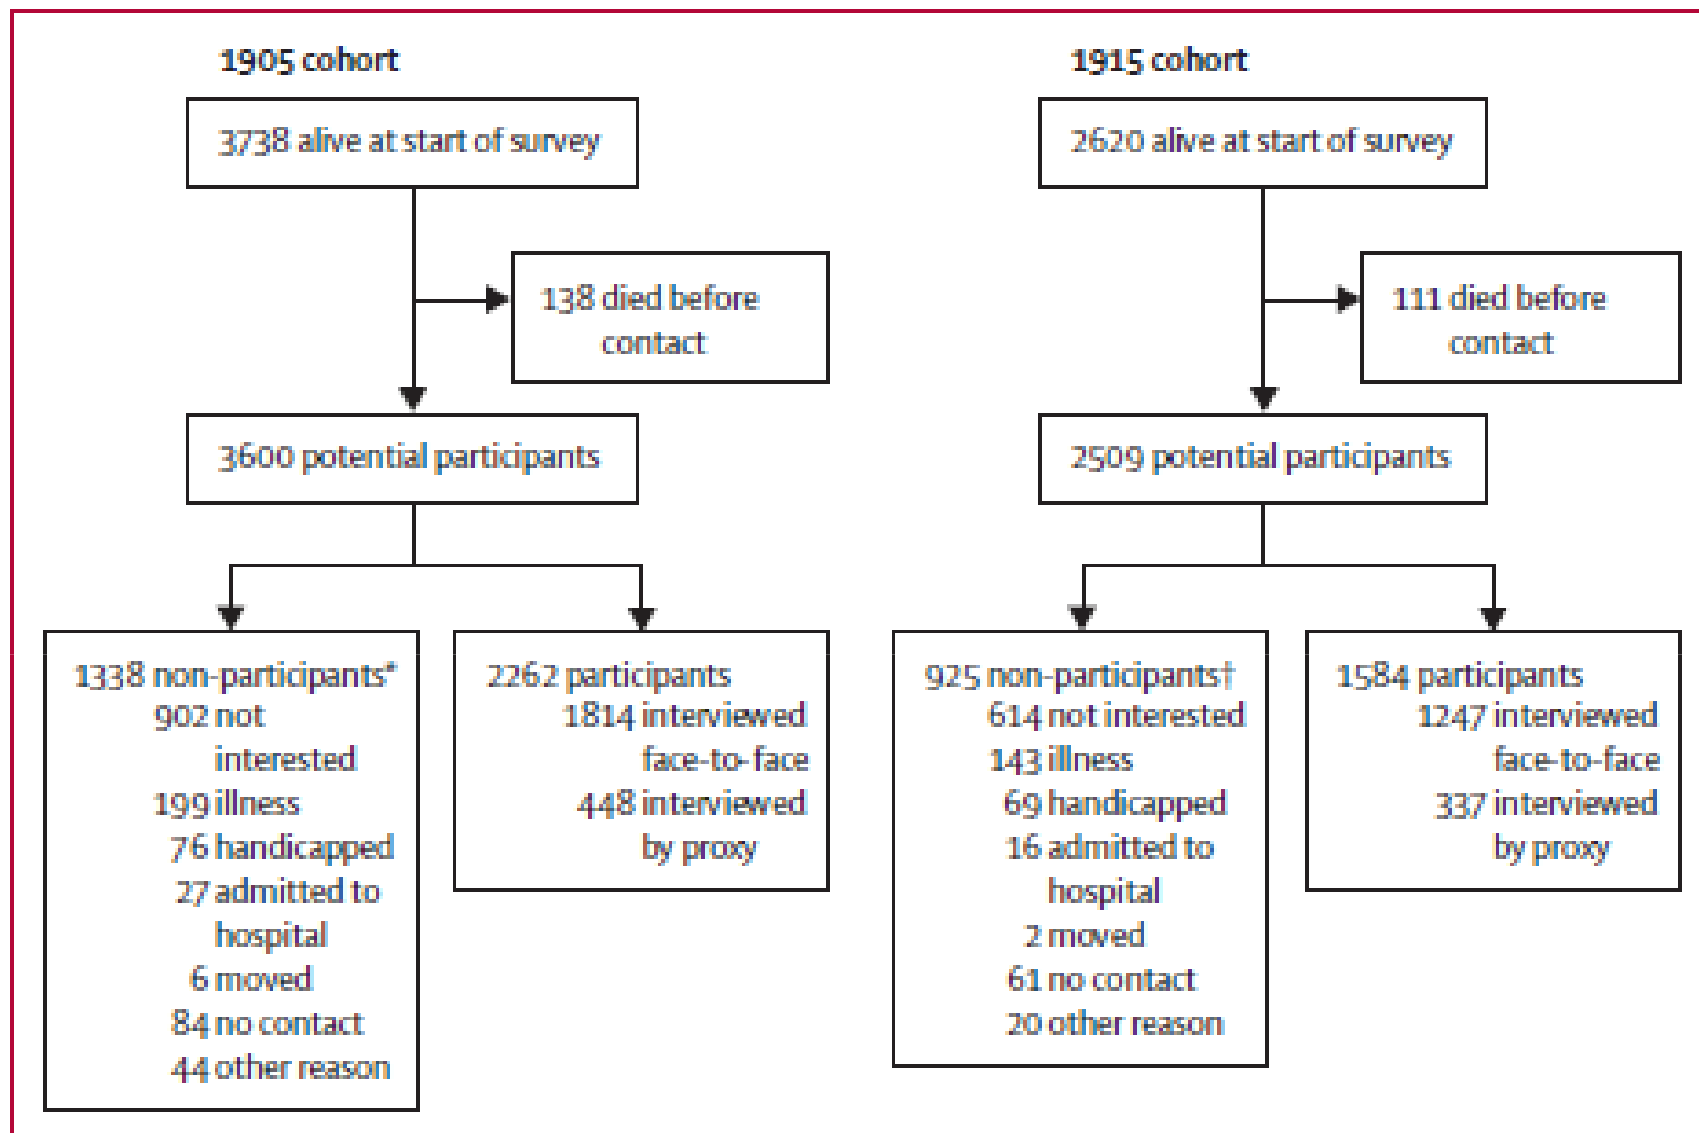 1905 cohort
3738 alive at start of survey
138 died before
contact
3600 potential participants
1338 non-participants*
902 not
interested
199 illness
76 handicapped
27 admitted to
hospital
6 moved
84 no contact
44 other reason
2262 participants
1814 interviewed
face-to-face
448 interviewed
by proxy
1915 cohort
2620 alive at start of survey
111 died before
contact
2509 potential participants
925 non-participants†
614 not interested
143 illness
69 handicapped
16 admitted to
hospital
2 moved
61 no contact
20 other reason
1584 participants
1247 interviewed
face-to-face
337 interviewed
by proxy